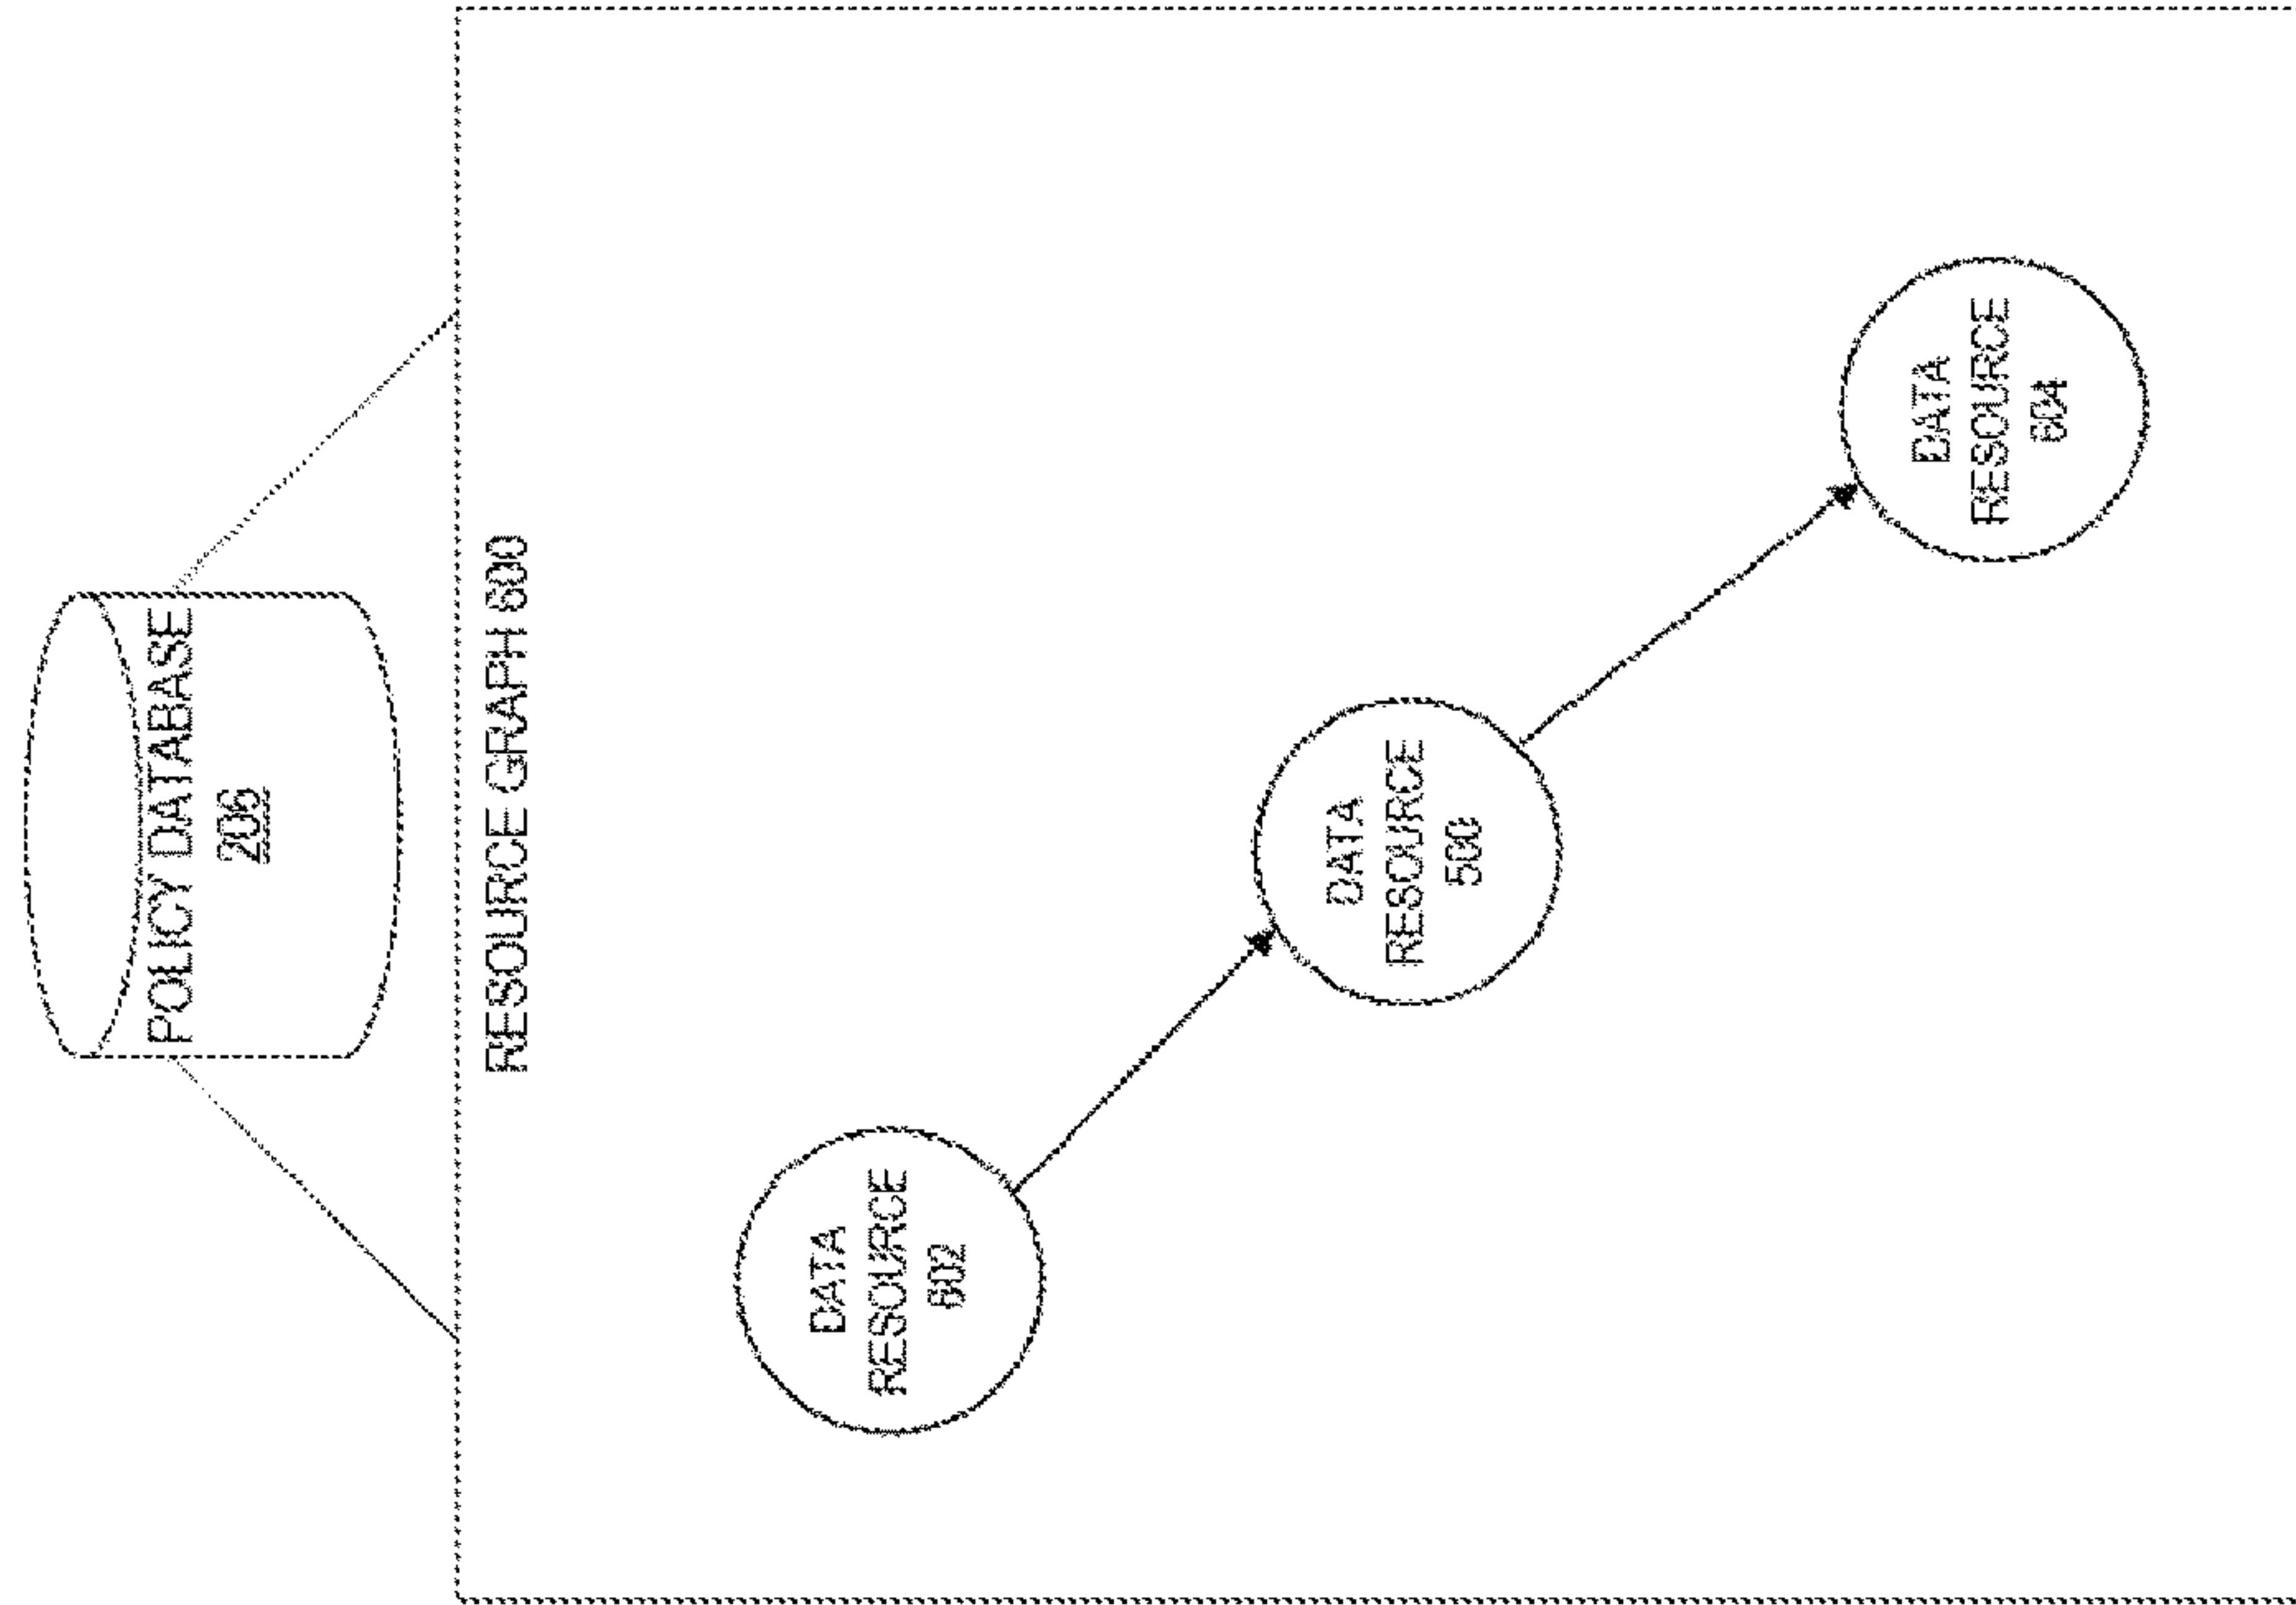 POLICY DATABASE
206
RESOURCE GRAPH 600
DATA
RESOURCE
602
DATA
RESOURCE
500
DATA
RESOURCE
604